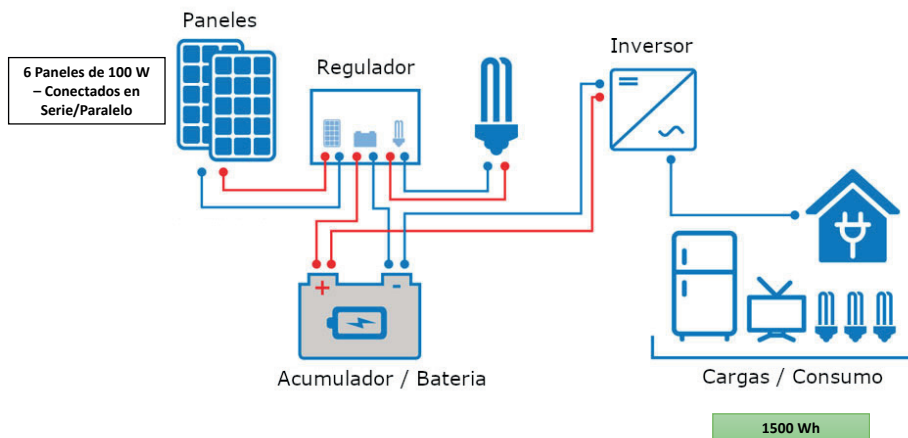 Paneles
6 Paneles de 100 W
– Conectados en
Serie/Paralelo
Regulador
Inversor
+
-
Acumulador / Bateria
Cargas / Consumo
1500 Wh